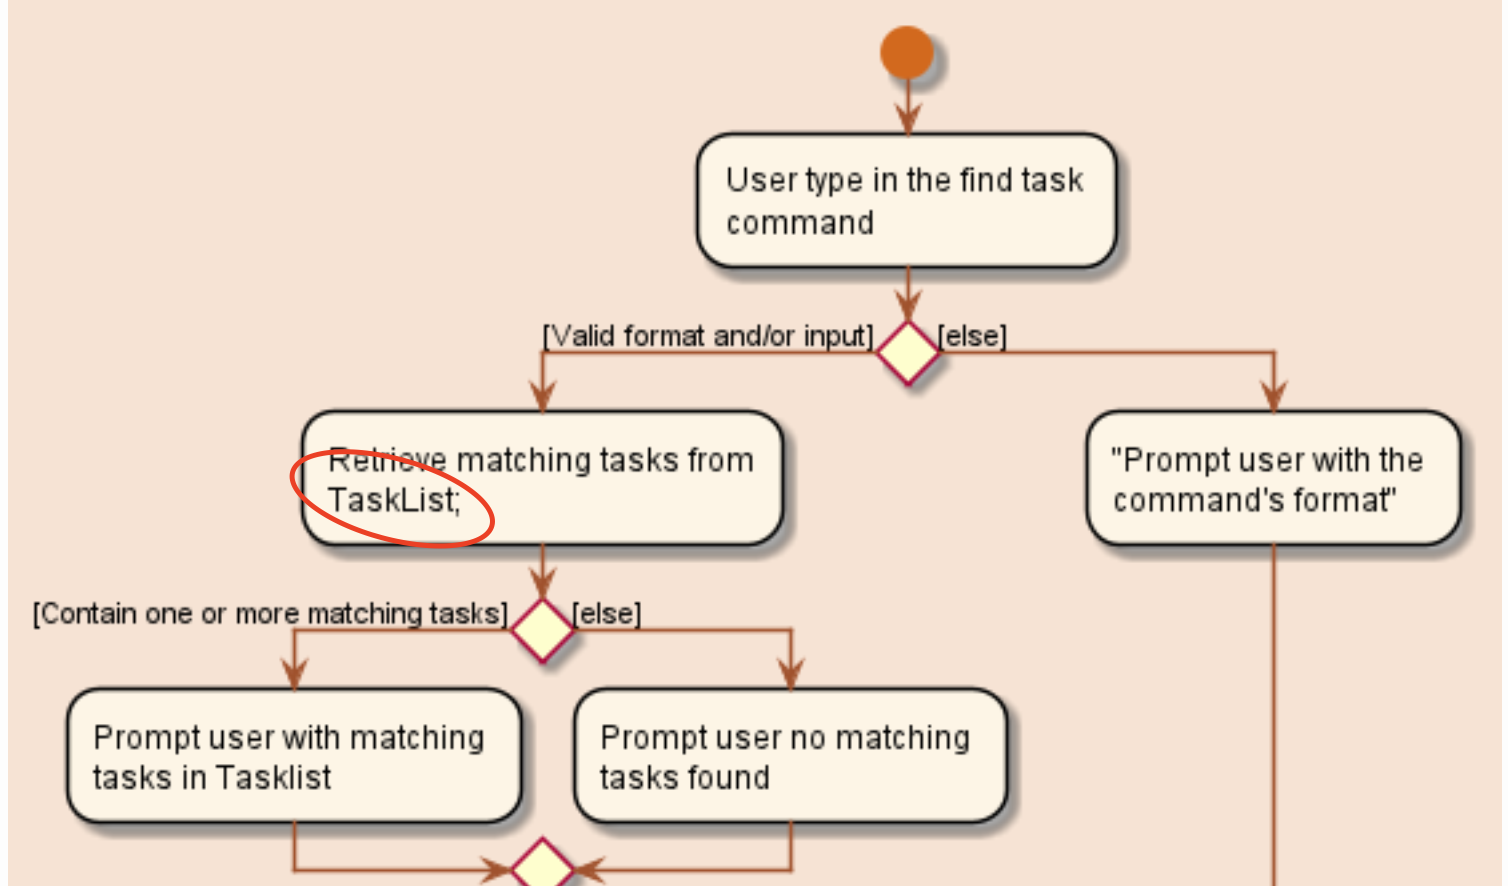 User type in the find task
command
[Valid format and/or input]
[else]
Retrieve matching tasks from
TaskList;
"Prompt user with the
command's format"
[Contain one or more matching tasks]
[else]
Prompt user with matching
tasks in Tasklist
Prompt user no matching
tasks found